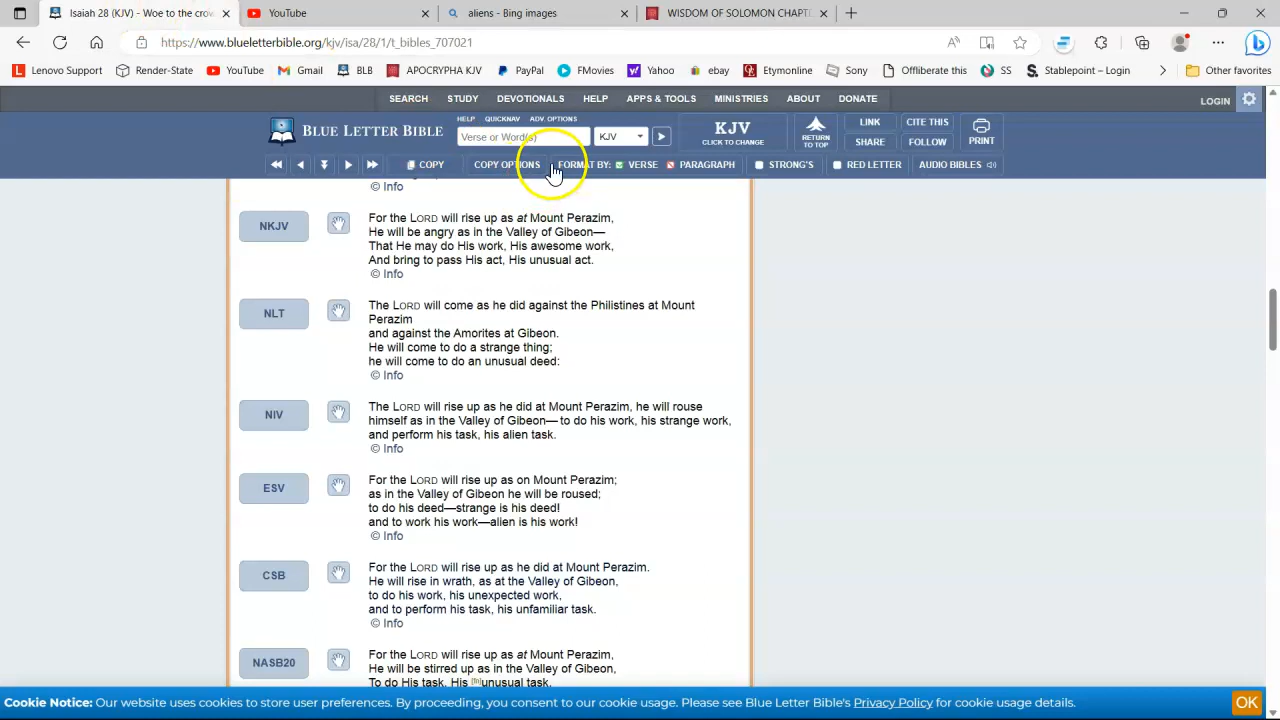 Isaiah 28 (KJV) - Woe to the crow
YouTube
aliens - Bing images
WISDOM OF SOLOMON CHAPT
https://www.blueletterbible.org/kjv/isa/28/1/t_bibles_707021
Lenovo Support
Render-State
YouTube
Gmail
BLB
APOCRYPHA KJV
PayPal
FMovies
Yahoo
ebay
Etymonline
Sony
Offliberate this
SS
Stablepoint – Login
Other favorites
SEARCH STUDY DEVOTIONALS HELP APPS & TOOLS MINISTRIES ABOUT DONATE
LOGIN
HELP QUICKNAV ADV. OPTIONS
BLUE LETTER BIBLE
Verse or Word(s)
KJV
KJV
CLICK TO CHANGE
RETURN
TO TOP
LINK
CITE THIS
SHARE
FOLLOW
PRINT
COPY
COPY OPTIONS
FORMAT BY: VERSE PARAGRAPH
STRONG'S
RED LETTER
AUDIO BIBLES
© Info
NKJV
For the LORD will rise up as at Mount Perazim,
He will be angry as in the Valley of Gibeon—
That He may do His work, His awesome work,
And bring to pass His act, His unusual act.
© Info
NLT
The LORD will come as he did against the Philistines at Mount
Perazim
and against the Amorites at Gibeon.
He will come to do a strange thing;
he will come to do an unusual deed:
© Info
NIV
The LORD will rise up as he did at Mount Perazim, he will rouse
himself as in the Valley of Gibeon— to do his work, his strange work,
and perform his task, his alien task.
© Info
ESV
For the LORD will rise up as on Mount Perazim;
as in the Valley of Gibeon he will be roused;
to do his deed—strange is his deed!
and to work his work—alien is his work!
© Info
CSB
For the LORD will rise up as he did at Mount Perazim.
He will rise in wrath, as at the Valley of Gibeon,
to do his work, his unexpected work,
and to perform his task, his unfamiliar task.
© Info
NASB20
For the LORD will rise up as at Mount Perazim,
He will be stirred up as in the Valley of Gibeon,
To do His task, His unusual task,
Cookie Notice: Our website uses cookies to store user preferences. By proceeding, you consent to our cookie usage. Please see Blue Letter Bible's Privacy Policy for cookie usage details.
OK